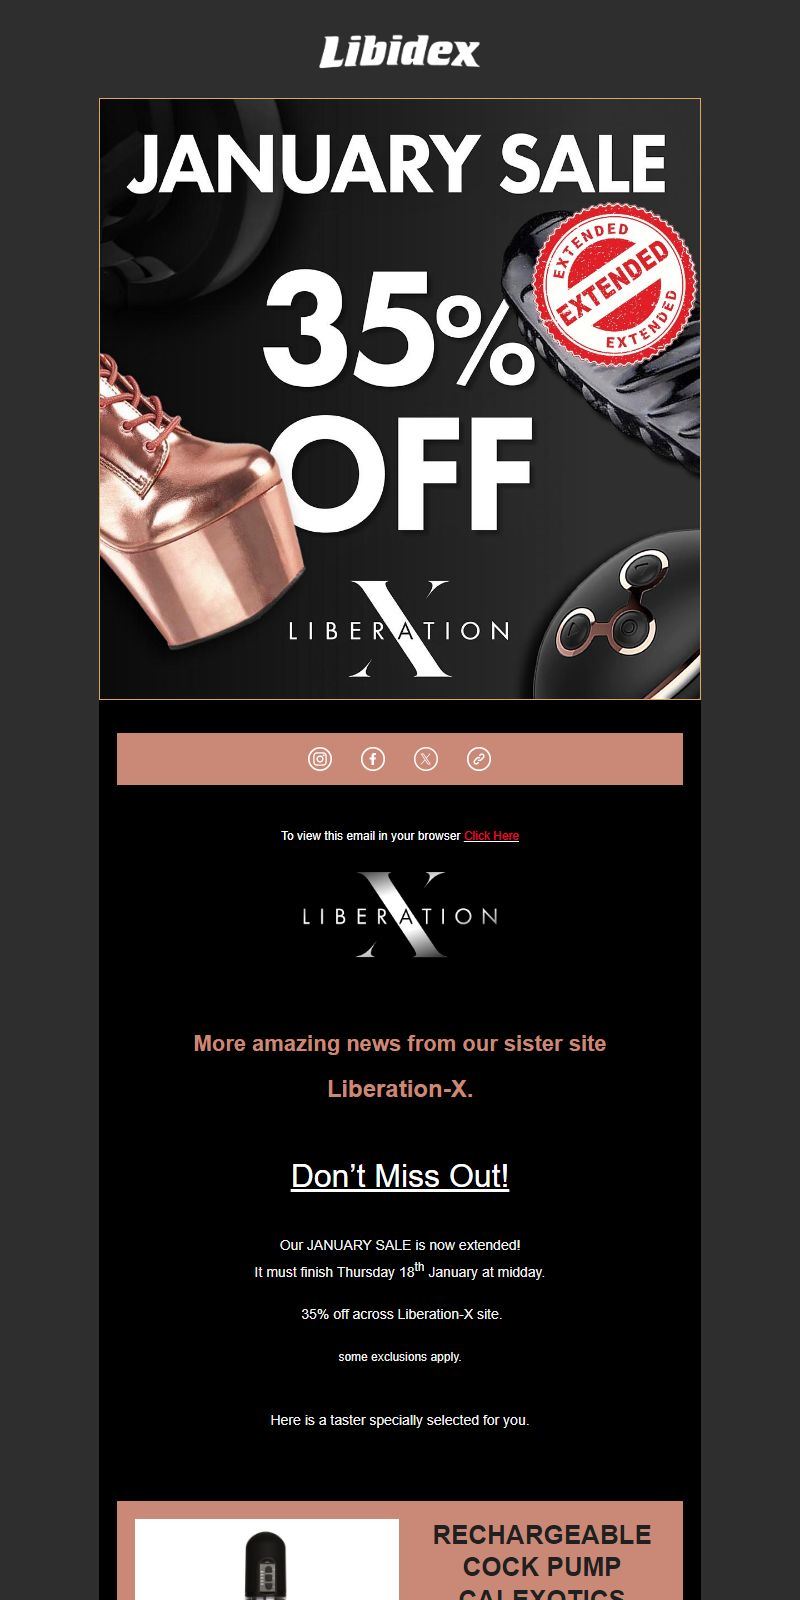 Libidex
JANUARY SALE
EXTENDED
EXTENDED
EXTENDED
35%
OFF
X
LIBERATION
To view this email in your browser Click Here
X
LIBERATION
More amazing news from our sister site
Liberation-X.
Don’t Miss Out!
Our JANUARY SALE is now extended!
It must finish Thursday 18th January at midday.
35% off across Liberation-X site.
some exclusions apply.
Here is a taster specially selected for you.
RECHARGEABLE
COCK PUMP
CALEXOTICS